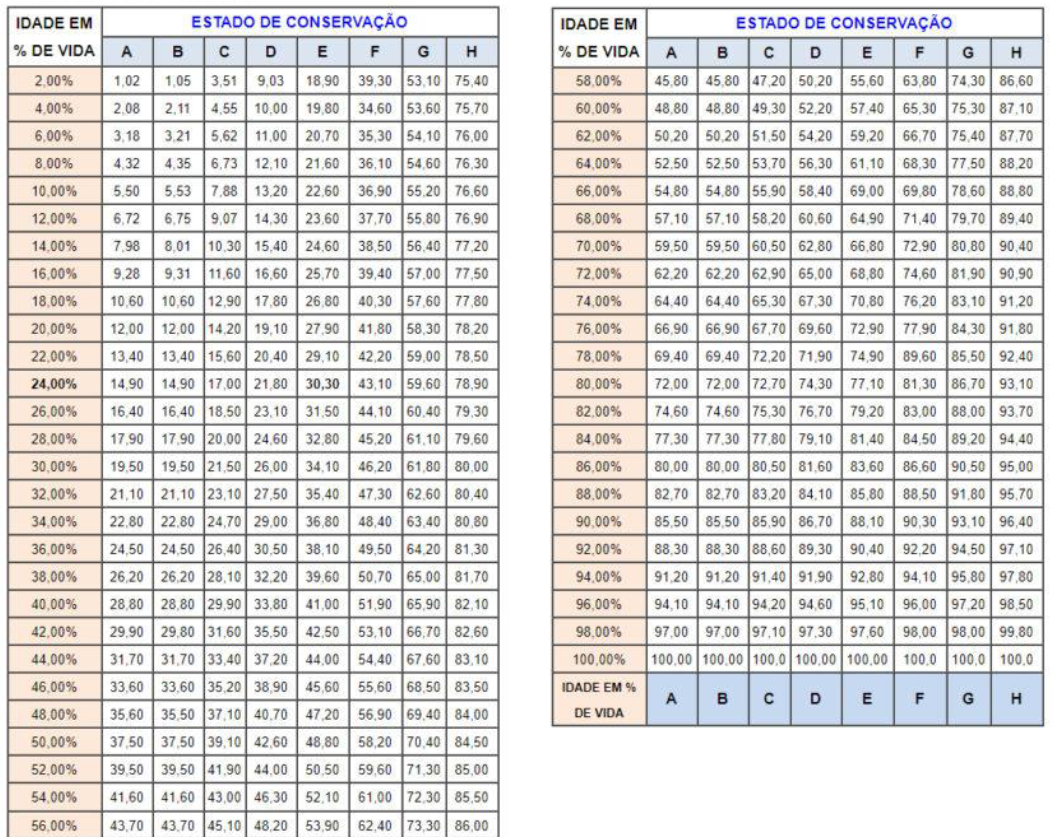 IDADE EM ESTADO DE CONSERVAÇÃO
% DE VIDA A B C D E F G H
2,00% 1,02 1,05 3,51 9,03 18,90 39,30 53,10 75,40
4,00% 2,08 2,11 4,55 10,00 19,80 34,60 53,60 75,70
6,00% 3,18 3,21 5,62 11,00 20,70 35,30 54,10 76,00
8,00% 4,32 4,35 6,73 12,10 21,60 36,10 54,60 76,30
10,00% 5,50 5,53 7,88 13,20 22,60 36,90 55,20 76,60
12,00% 6,72 6,75 9,07 14,30 23,60 37,70 55,80 76,90
14,00% 7,98 8,01 10,30 15,40 24,60 38,50 56,40 77,20
16,00% 9,28 9,31 11,60 16,60 25,70 39,40 57,00 77,50
18,00% 10,60 10,60 12,90 17,80 26,80 40,30 57,60 77,80
20,00% 12,00 12,00 14,20 19,10 27,90 41,80 58,30 78,20
22,00% 13,40 13,40 15,60 20,40 29,10 42,20 59,00 78,50
24,00% 14,90 14,90 17,00 21,80 30,30 43,10 59,60 78,90
26,00% 16,40 16,40 18,50 23,10 31,50 44,10 60,40 79,30
28,00% 17,90 17,90 20,00 24,60 32,80 45,20 61,10 79,60
30,00% 19,50 19,50 21,50 26,00 34,10 46,20 61,80 80,00
32,00% 21,10 21,10 23,10 27,50 35,40 47,30 62,60 80,40
34,00% 22,80 22,80 24,70 29,00 36,80 48,40 63,40 80,80
36,00% 24,50 24,50 26,40 30,50 38,10 49,50 64,20 81,30
38,00% 26,20 26,20 28,10 32,20 39,60 50,70 65,00 81,70
40,00% 28,80 28,80 29,90 33,80 41,00 51,90 65,90 82,10
42,00% 29,90 29,80 31,60 35,50 42,50 53,10 66,70 82,60
44,00% 31,70 31,70 33,40 37,20 44,00 54,40 67,60 83,10
46,00% 33,60 33,60 35,20 38,90 45,60 55,60 68,50 83,50
48,00% 35,60 35,50 37,10 40,70 47,20 56,90 69,40 84,00
50,00% 37,50 37,50 39,10 42,60 48,80 58,20 70,40 84,50
52,00% 39,50 39,50 41,90 44,00 50,50 59,60 71,30 85,00
54,00% 41,60 41,60 43,00 46,30 52,10 61,00 72,30 85,50
56,00% 43,70 43,70 45,10 48,20 53,90 62,40 73,30 86,00
IDADE EM ESTADO DE CONSERVAÇÃO
% DE VIDA A B C D E F G H
58,00% 45,80 45,80 47,20 50,20 55,60 63,80 74,30 86,60
60,00% 48,80 48,80 49,30 52,20 57,40 65,30 75,30 87,10
62,00% 50,20 50,20 51,50 54,20 59,20 66,70 75,40 87,70
64,00% 52,50 52,50 53,70 56,30 61,10 68,30 77,50 88,20
66,00% 54,80 54,80 55,90 58,40 69,00 69,80 78,60 88,80
68,00% 57,10 57,10 58,20 60,60 64,90 71,40 79,70 89,40
70,00% 59,50 59,50 60,50 62,80 66,80 72,90 80,80 90,40
72,00% 62,20 62,20 62,90 65,00 68,80 74,60 81,90 90,90
74,00% 64,40 64,40 65,30 67,30 70,80 76,20 83,10 91,20
76,00% 66,90 66,90 67,70 69,60 72,90 77,90 84,30 91,80
78,00% 69,40 69,40 72,20 71,90 74,90 89,60 85,50 92,40
80,00% 72,00 72,00 72,70 74,30 77,10 81,30 86,70 93,10
82,00% 74,60 74,60 75,30 76,70 79,20 83,00 88,00 93,70
84,00% 77,30 77,30 77,80 79,10 81,40 84,50 89,20 94,40
86,00% 80,00 80,00 80,50 81,60 83,60 86,60 90,50 95,00
88,00% 82,70 82,70 83,20 84,10 85,80 88,50 91,80 95,70
90,00% 85,50 85,50 85,90 86,70 88,10 90,30 93,10 96,40
92,00% 88,30 88,30 88,60 89,30 90,40 92,20 94,50 97,10
94,00% 91,20 91,20 91,40 91,90 92,80 94,10 95,80 97,80
96,00% 94,10 94,10 94,20 94,60 95,10 96,00 97,20 98,50
98,00% 97,00 97,00 97,10 97,30 97,60 98,00 98,00 99,80
100,00% 100,00 100,00 100,0 100,00 100,00 100,0 100,0 100,0
IDADE EM %
DE VIDA A B C D E F G H